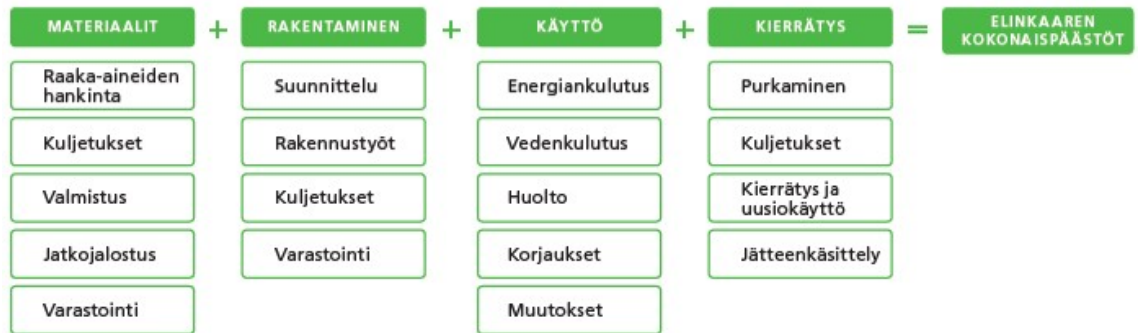 MATERIAALIT + RAKENTAMINEN + KÄYTTÖ + KIERRÄTYS = ELINKAAREN
KOKONAISPÄÄSTÖT
Raaka-aineiden
hankinta
Kuljetukset
Valmistus
Jatkojalostus
Varastointi
Suunnittelu
Rakennustyöt
Kuljetukset
Varastointi
Energiankulutus
Vedenkulutus
Huolto
Korjaukset
Muutokset
Purkaminen
Kuljetukset
Kierrätys ja
uusiokäyttö
Jätteenkäsittely